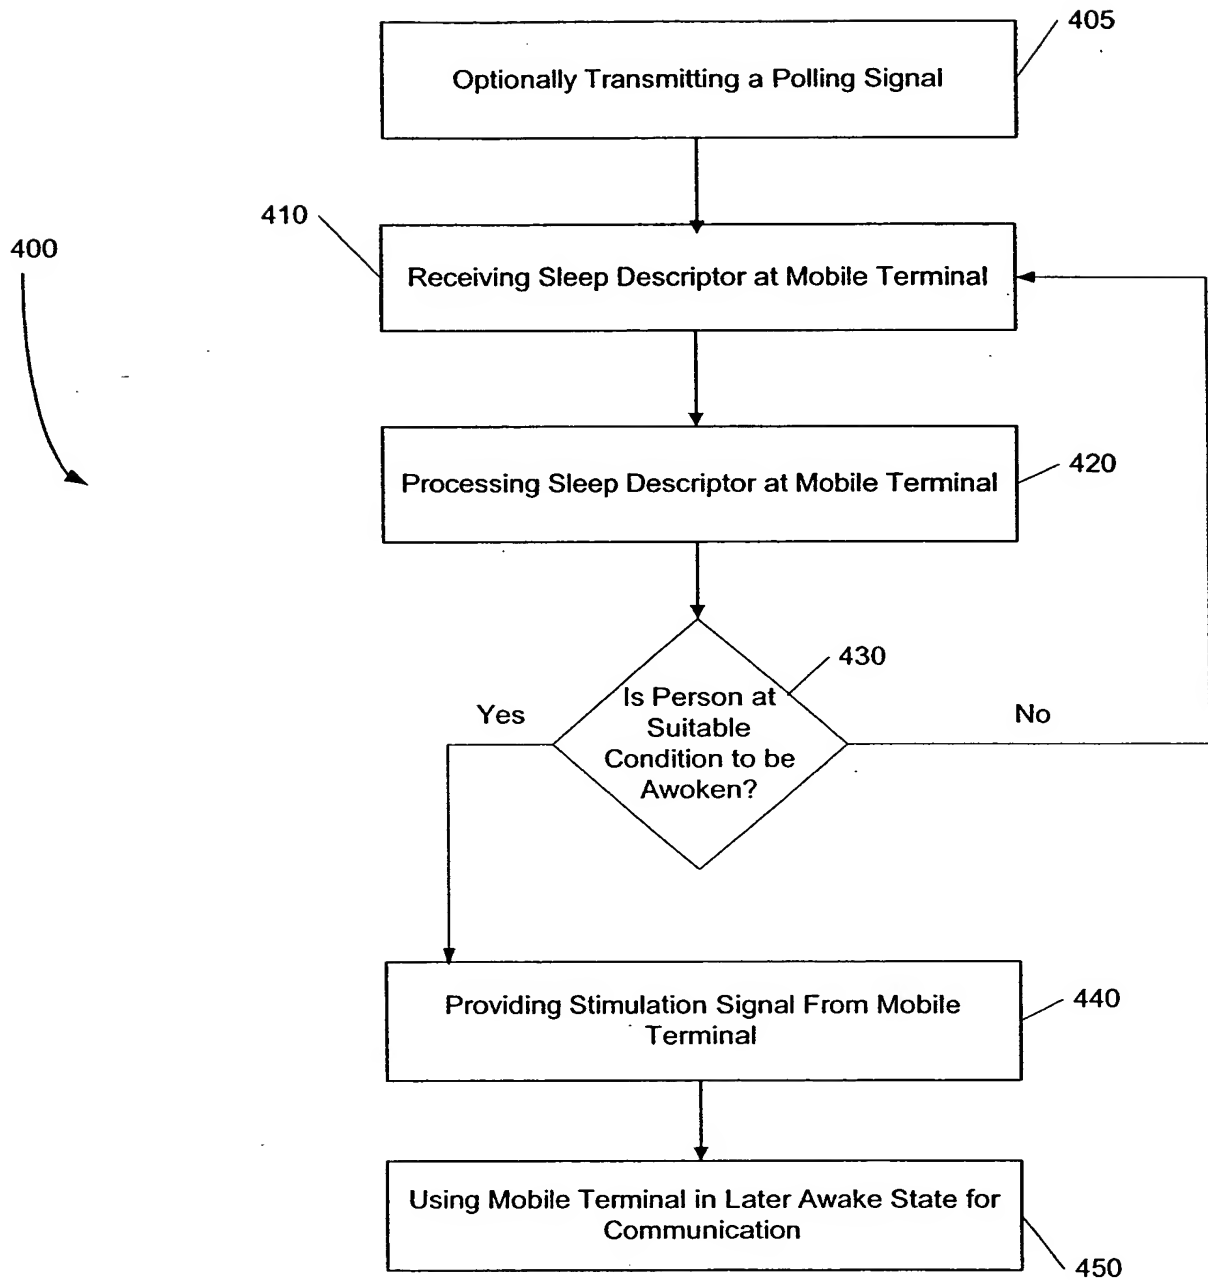 405
Optionally Transmitting a Polling Signal
410
400
Receiving Sleep Descriptor at Mobile Terminal
420
Processing Sleep Descriptor at Mobile Terminal
430
Is Person at
Suitable
Condition to be
Awoken?
Yes
No
440
Providing Stimulation Signal From Mobile
Terminal
Using Mobile Terminal in Later Awake State for
Communication
450